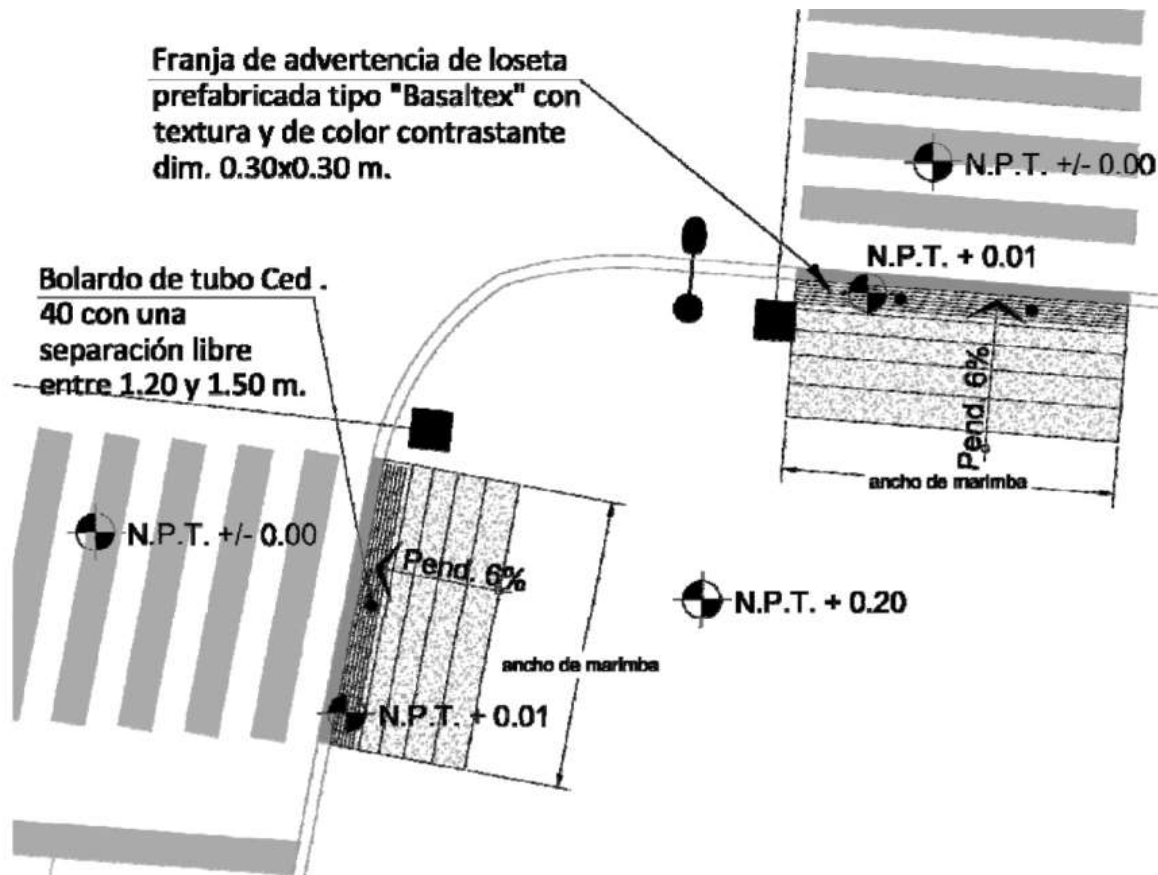 Franja de advertencia de loseta
prefabricada tipo "Basaltex" con
textura y de color contrastante
dim. 0.30x0.30 m.
N.P.T. +/- 0.00
N.P.T. + 0.01
Bolardo de tubo Ced .
40 con una
separación libre
entre 1.20 y 1.50 m.
Pend. 6%
ancho de marimba
N.P.T. +/- 0.00
Pend. 6%
N.P.T. + 0.20
ancho de marimba
N.P.T. + 0.01